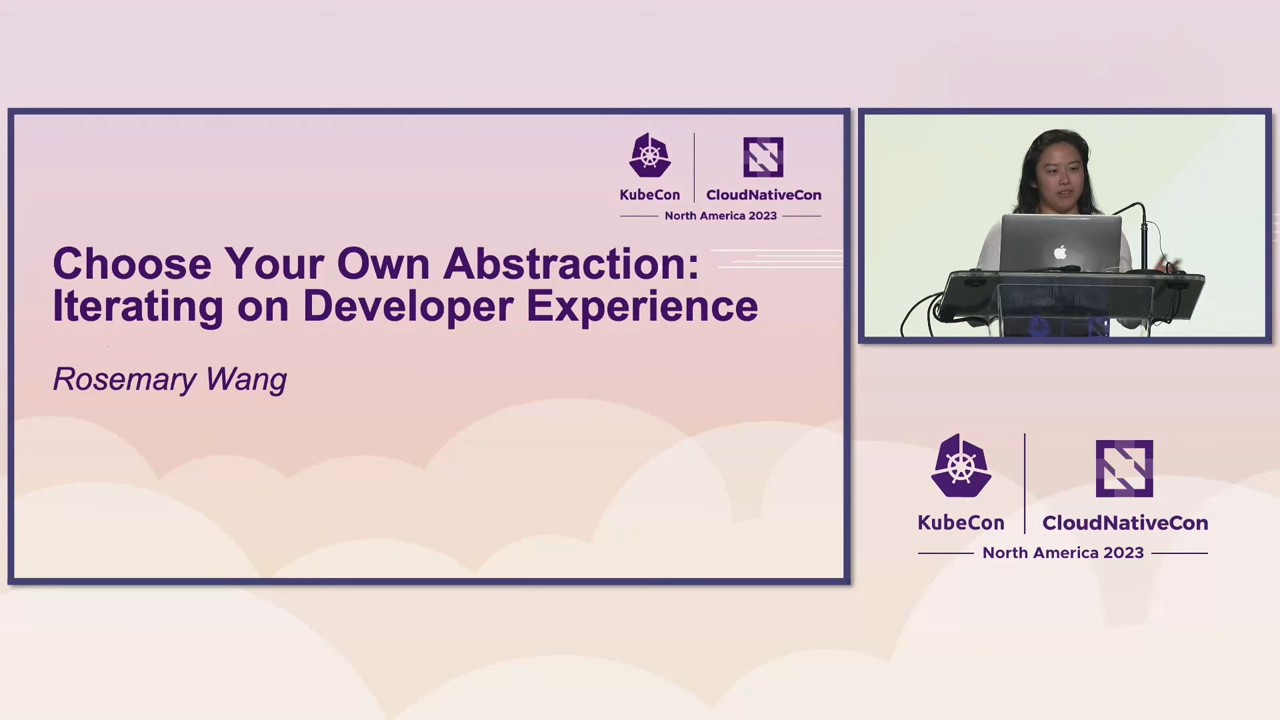 KubeCon
CloudNativeCon
North America 2023
Choose Your Own Abstraction:
Iterating on Developer Experience
Rosemary Wang
KubeCon
CloudNativeCon
North America 2023